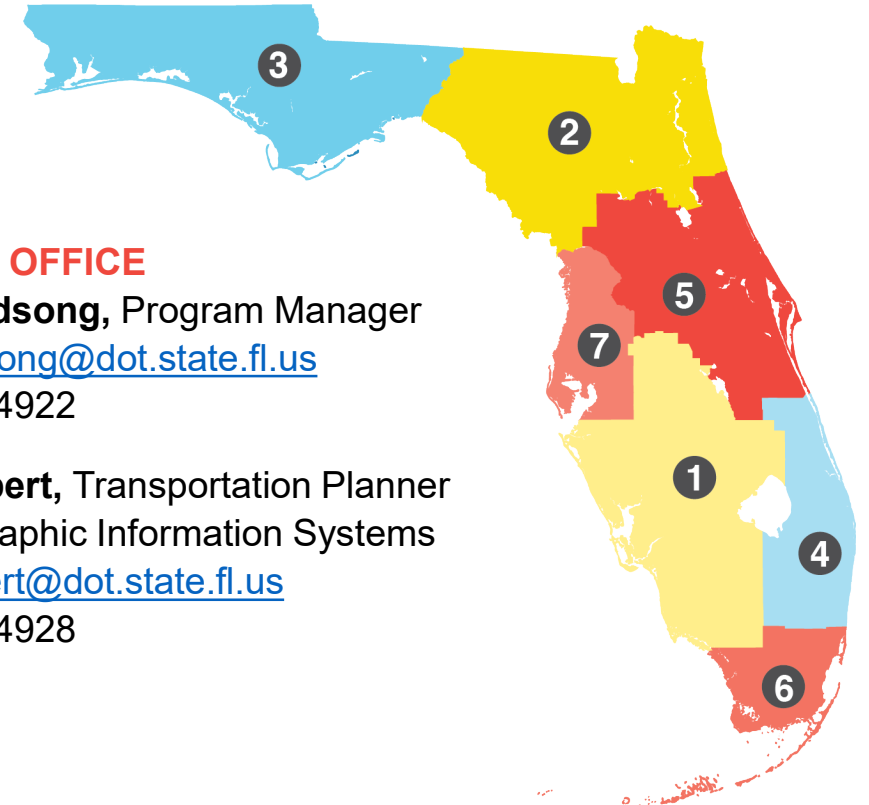 OFFICE
dsong, Program Manager
ong@dot.state.fl.us
4922
bert, Transportation Planner
aphic Information Systems
ert@dot.state.fl.us
4928
3
2
5
7
1
4
6